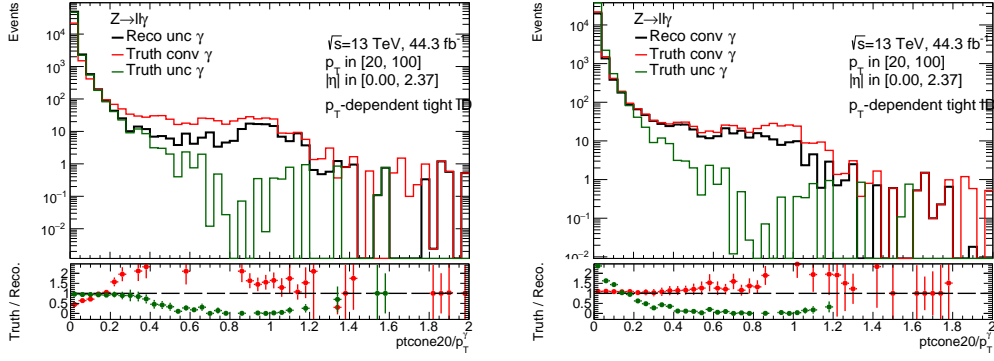 Events
Z→llγ
Reco unc γ
Truth conv γ
Truth unc γ
√s=13 TeV, 44.3 fb⁻
p_T in [20, 100]
|η| in [0.00, 2.37]
p_T-dependent tight ID
10⁴
10³
10²
10
1
10⁻¹
10⁻²
Truth / Reco.
2
1.5
1
0.5
0
0 0.2 0.4 0.6 0.8 1 1.2 1.4 1.6 1.8 2
ptcone20/p_T^γ
Events
Z→llγ
Reco unc γ
Truth conv γ
Truth unc γ
√s=13 TeV, 44.3 fb⁻
p_T in [20, 100]
|η| in [0.00, 2.37]
p_T-dependent tight ID
10⁴
10³
10²
10
1
10⁻¹
10⁻²
Truth / Reco.
2
1.5
1
0.5
0
0 0.2 0.4 0.6 0.8 1 1.2 1.4 1.6 1.8 2
ptcone20/p_T^γ